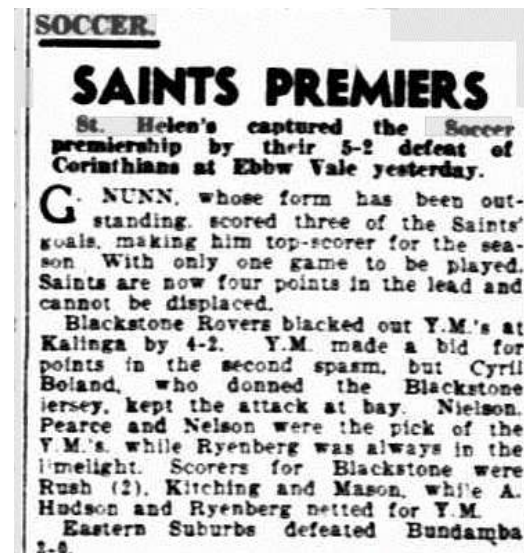 SOCCER.
SAINTS PREMIERS
St. Helen's captured the Soccer
premiership by their 5-2 defeat of
Corinthians at Ebbw Vale yesterday.
G. NUNN, whose form has been out-
standing, scored three of the Saints'
goals, making him top-scorer for the sea-
son. With only one game to be played,
Saints are now four points in the lead and
cannot be displaced.
Blackstone Rovers blacked out Y.M.'s at
Kalinga by 4-2. Y.M. made a bid for
points in the second spasm, but Cyril
Boland, who donned the Blackstone
jersey, kept the attack at bay. Nielson,
Pearce and Nelson were the pick of the
Y.M.'s, while Ryenberg was always in the
limelight. Scorers for Blackstone were
Rush (2), Kitching and Mason, while A.
Hudson and Ryenberg netted for Y.M.
Eastern Suburbs defeated Bundamba